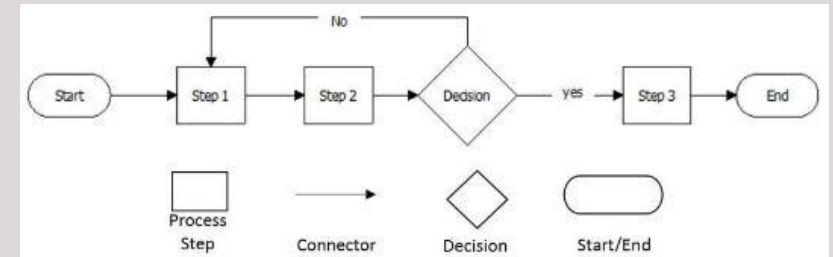 No
Start
Step 1
Step 2
Decision
yes
Step 3
End
Process
Step
Connector
Decision
Start/End